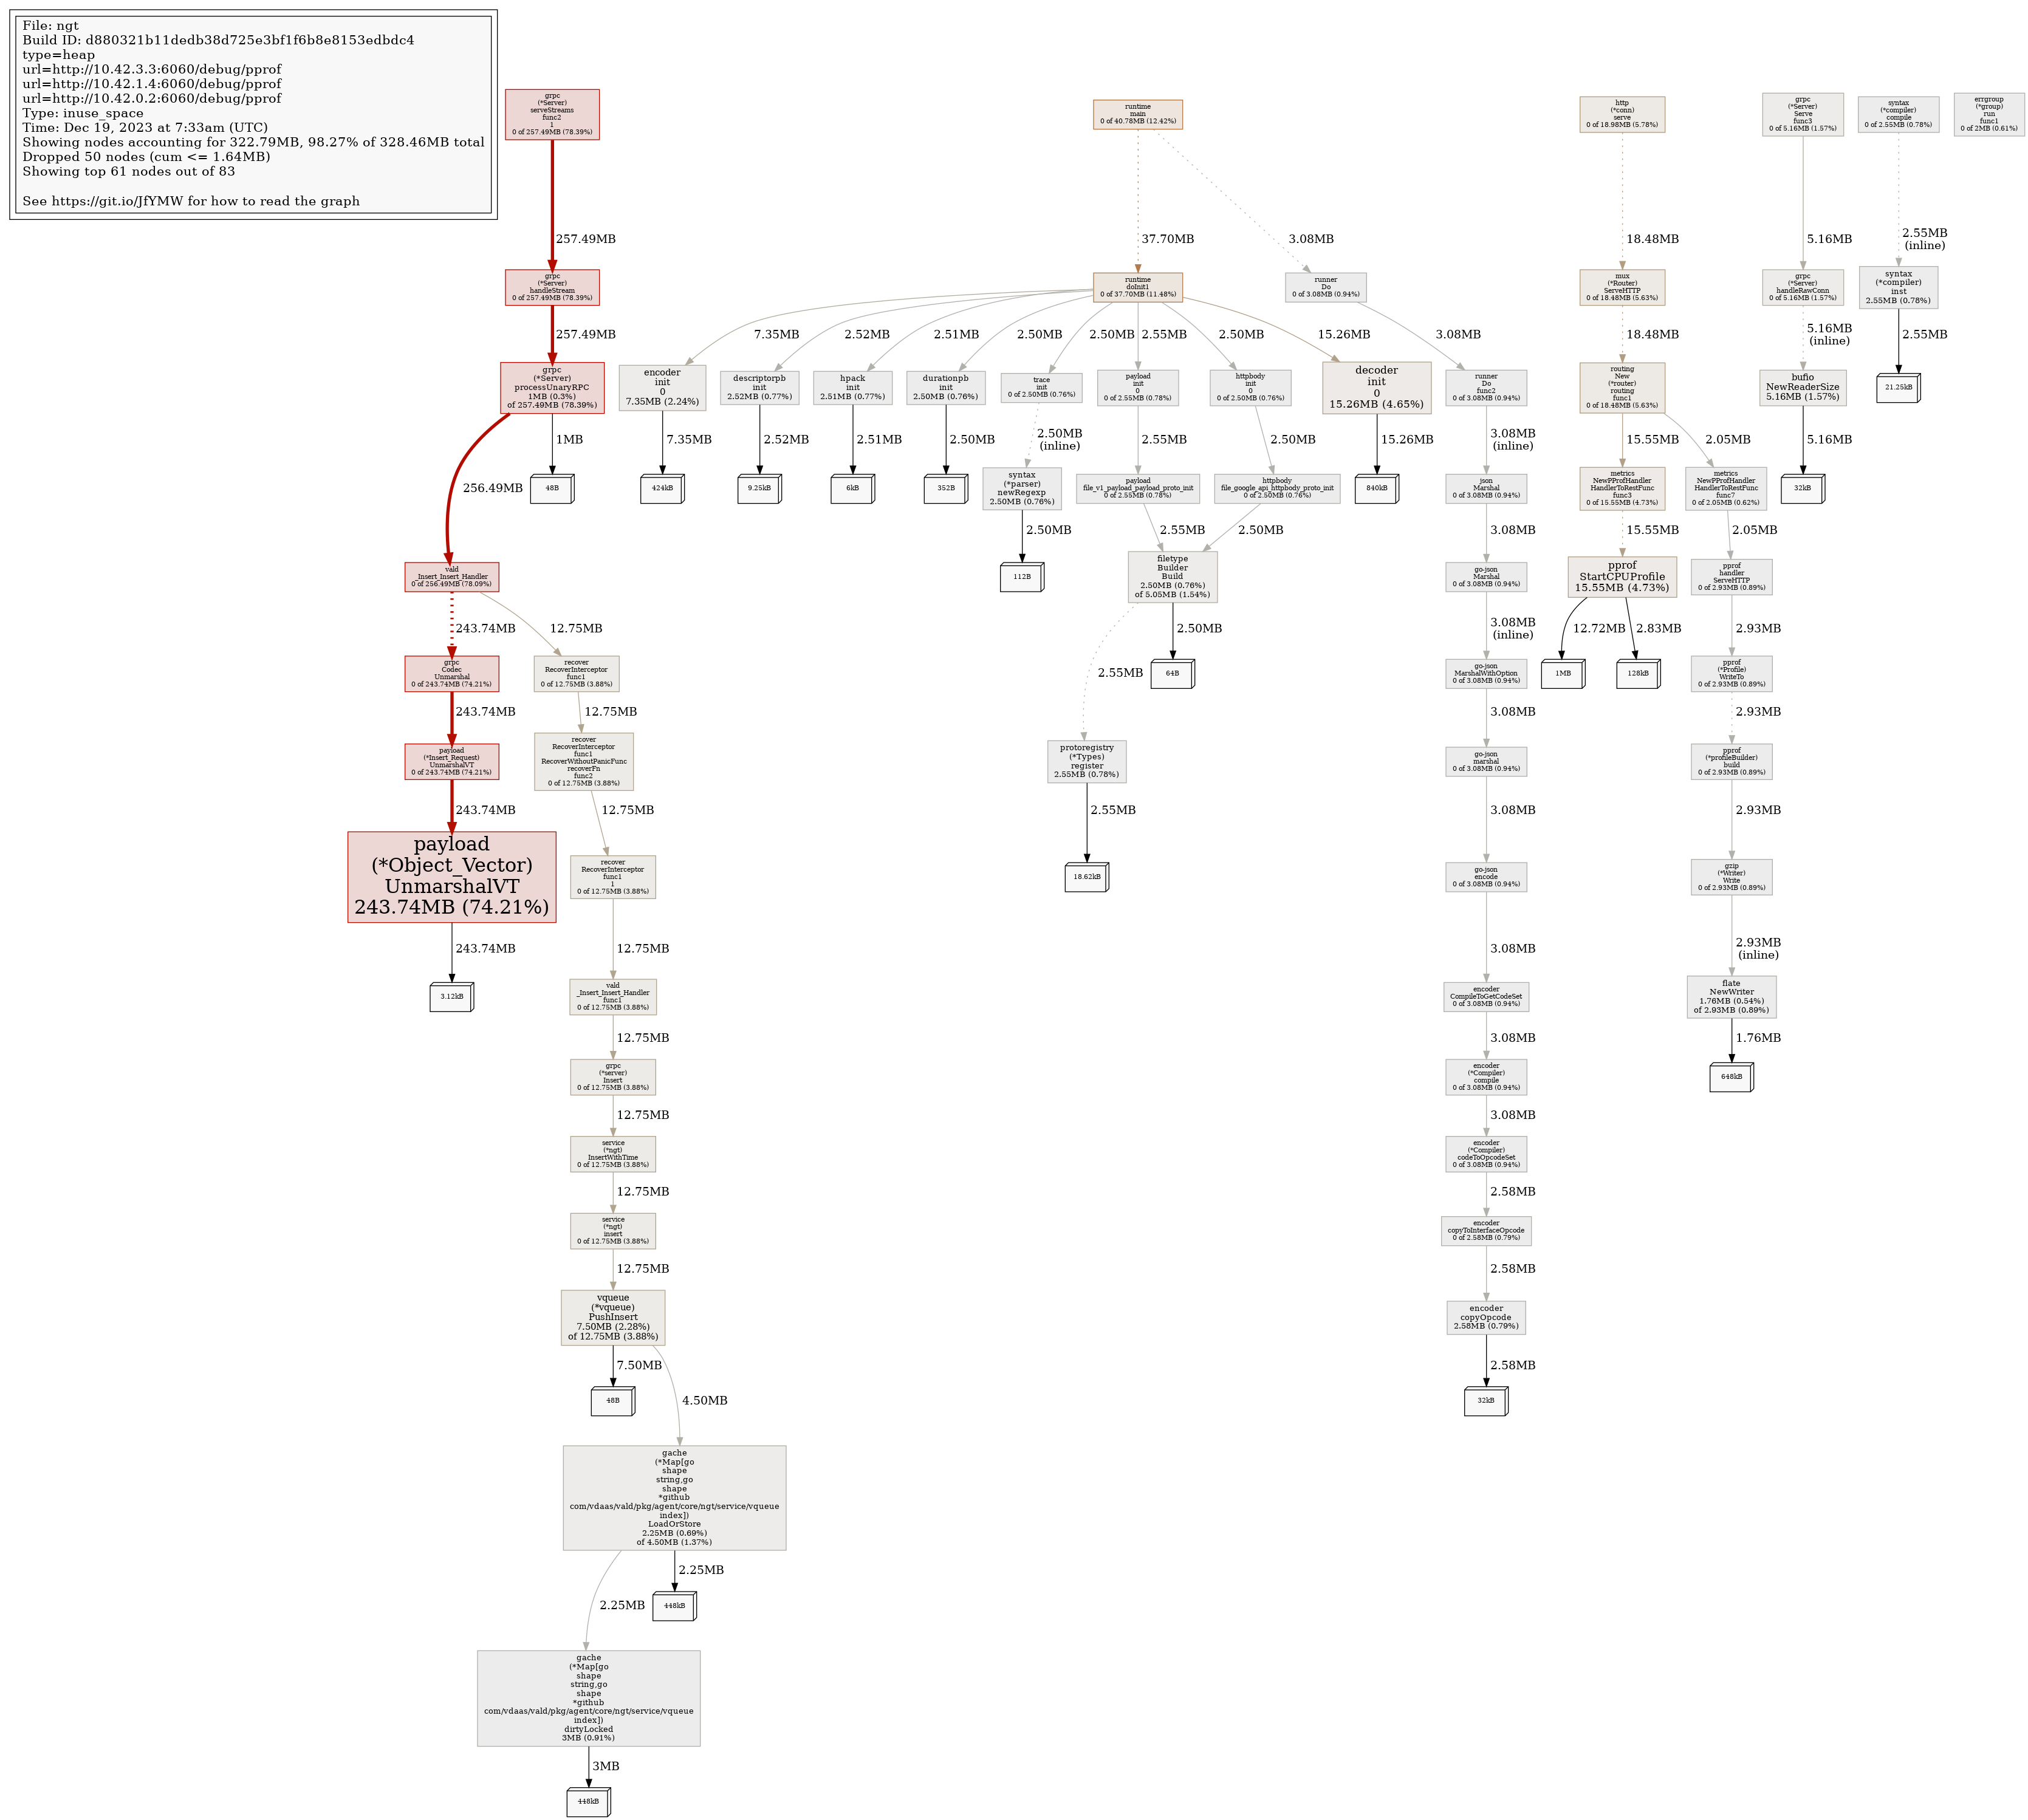 File: ngt
Build ID: d880321b11dedb38d725e3bf1f6b8e8153edbdc4
type=heap
url=http://10.42.3.3:6060/debug/pprof
url=http://10.42.1.4:6060/debug/pprof
url=http://10.42.0.2:6060/debug/pprof
Type: inuse_space
Time: Dec 19, 2023 at 7:33am (UTC)
Showing nodes accounting for 322.79MB, 98.27% of 328.46MB total
Dropped 50 nodes (cum <= 1.64MB)
Showing top 61 nodes out of 83
See https://git.io/JfYMW for how to read the graph
grpc
(*Server)
serveStreams
func2
1
0 of 257.49MB (78.39%)
257.49MB
grpc
(*Server)
handleStream
0 of 257.49MB (78.39%)
257.49MB
grpc
(*Server)
processUnaryRPC
1MB (0.3%)
of 257.49MB (78.39%)
1MB
48B
256.49MB
vald
_Insert_Insert_Handler
0 of 256.49MB (78.09%)
243.74MB
12.75MB
grpc
Codec
Unmarshal
0 of 243.74MB (74.21%)
243.74MB
payload
(*Insert_Request)
UnmarshalVT
0 of 243.74MB (74.21%)
243.74MB
payload
(*Object_Vector)
UnmarshalVT
243.74MB (74.21%)
243.74MB
3.12kB
recover
RecoverInterceptor
func1
0 of 12.75MB (3.88%)
12.75MB
recover
RecoverInterceptor
func1
RecoverWithoutPanicFunc
recoverFn
func2
0 of 12.75MB (3.88%)
12.75MB
recover
RecoverInterceptor
func1
1
0 of 12.75MB (3.88%)
12.75MB
vald
_Insert_Insert_Handler
func1
0 of 12.75MB (3.88%)
12.75MB
grpc
(*server)
Insert
0 of 12.75MB (3.88%)
12.75MB
service
(*ngt)
InsertWithTime
0 of 12.75MB (3.88%)
12.75MB
service
(*ngt)
insert
0 of 12.75MB (3.88%)
12.75MB
vqueue
(*vqueue)
PushInsert
7.50MB (2.28%)
of 12.75MB (3.88%)
7.50MB
48B
4.50MB
gache
(*Map[go
shape
string,go
shape
*github
com/vdaas/vald/pkg/agent/core/ngt/service/vqueue
index])
LoadOrStore
2.25MB (0.69%)
of 4.50MB (1.37%)
2.25MB
448kB
2.25MB
gache
(*Map[go
shape
string,go
shape
*github
com/vdaas/vald/pkg/agent/core/ngt/service/vqueue
index])
dirtyLocked
3MB (0.91%)
3MB
448kB
runtime
main
0 of 40.78MB (12.42%)
37.70MB
3.08MB
runtime
doInit1
0 of 37.70MB (11.48%)
7.35MB
2.52MB
2.51MB
2.50MB
2.50MB
2.55MB
2.50MB
15.26MB
encoder
init
0
7.35MB (2.24%)
7.35MB
424kB
descriptorpb
init
2.52MB (0.77%)
2.52MB
9.25kB
hpack
init
2.51MB (0.77%)
2.51MB
6kB
durationpb
init
2.50MB (0.76%)
2.50MB
352B
trace
init
0 of 2.50MB (0.76%)
2.50MB
(inline)
syntax
(*parser)
newRegexp
2.50MB (0.76%)
2.50MB
112B
payload
init
0
0 of 2.55MB (0.78%)
2.55MB
payload
file_v1_payload_payload_proto_init
0 of 2.55MB (0.78%)
2.55MB
httpbody
init
0
0 of 2.50MB (0.76%)
2.50MB
httpbody
file_google_api_httpbody_proto_init
0 of 2.50MB (0.76%)
2.50MB
filetype
Builder
Build
2.50MB (0.76%)
of 5.05MB (1.54%)
2.50MB
64B
2.55MB
protoregistry
(*Types)
register
2.55MB (0.78%)
2.55MB
18.62kB
decoder
init
0
15.26MB (4.65%)
15.26MB
840kB
runner
Do
0 of 3.08MB (0.94%)
3.08MB
runner
Do
func2
0 of 3.08MB (0.94%)
3.08MB
(inline)
json
Marshal
0 of 3.08MB (0.94%)
3.08MB
go-json
Marshal
0 of 3.08MB (0.94%)
3.08MB
(inline)
go-json
MarshalWithOption
0 of 3.08MB (0.94%)
3.08MB
go-json
marshal
0 of 3.08MB (0.94%)
3.08MB
go-json
encode
0 of 3.08MB (0.94%)
3.08MB
encoder
CompileToGetCodeSet
0 of 3.08MB (0.94%)
3.08MB
encoder
(*Compiler)
compile
0 of 3.08MB (0.94%)
3.08MB
encoder
(*Compiler)
codeToOpcodeSet
0 of 3.08MB (0.94%)
2.58MB
encoder
copyToInterfaceOpcode
0 of 2.58MB (0.79%)
2.58MB
encoder
copyOpcode
2.58MB (0.79%)
2.58MB
32kB
http
(*conn)
serve
0 of 18.98MB (5.78%)
18.48MB
mux
(*Router)
ServeHTTP
0 of 18.48MB (5.63%)
18.48MB
routing
New
(*router)
routing
func1
0 of 18.48MB (5.63%)
15.55MB
2.05MB
metrics
NewPProfHandler
HandlerToRestFunc
func3
0 of 15.55MB (4.73%)
15.55MB
pprof
StartCPUProfile
15.55MB (4.73%)
12.72MB
2.83MB
1MB
128kB
metrics
NewPProfHandler
HandlerToRestFunc
func7
0 of 2.05MB (0.62%)
2.05MB
pprof
handler
ServeHTTP
0 of 2.93MB (0.89%)
2.93MB
pprof
(*Profile)
WriteTo
0 of 2.93MB (0.89%)
2.93MB
pprof
(*profileBuilder)
build
0 of 2.93MB (0.89%)
2.93MB
gzip
(*Writer)
Write
0 of 2.93MB (0.89%)
2.93MB
(inline)
flate
NewWriter
1.76MB (0.54%)
of 2.93MB (0.89%)
1.76MB
648kB
grpc
(*Server)
Serve
func3
0 of 5.16MB (1.57%)
5.16MB
grpc
(*Server)
handleRawConn
0 of 5.16MB (1.57%)
5.16MB
(inline)
bufio
NewReaderSize
5.16MB (1.57%)
5.16MB
32kB
syntax
(*compiler)
compile
0 of 2.55MB (0.78%)
2.55MB
(inline)
syntax
(*compiler)
inst
2.55MB (0.78%)
2.55MB
21.25kB
errgroup
(*group)
run
func1
0 of 2MB (0.61%)